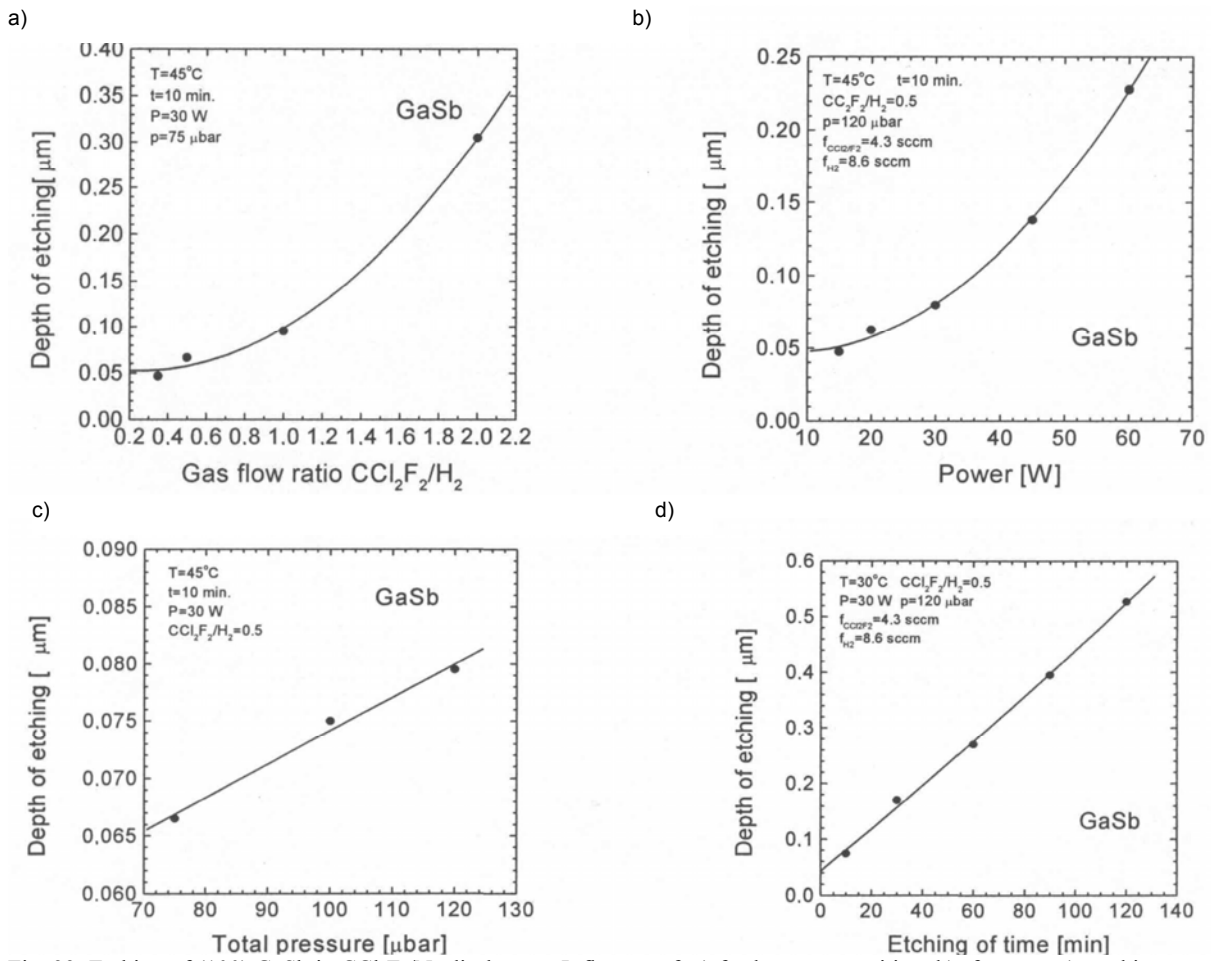 a)
0.40
0.35
0.30
0.25
0.20
0.15
0.10
0.05
0.00
Depth of etching[ μm]
T=45°C
t=10 min.
P=30 W
p=75 μbar
GaSb
0.2 0.4 0.6 0.8 1.0 1.2 1.4 1.6 1.8 2.0 2.2
Gas flow ratio CCl₂F₂/H₂
b)
0.25
0.20
0.15
0.10
0.05
0.00
Depth of etching [ μm]
T=45°C t=10 min.
CC₂F₂/H₂=0.5
p=120 μbar
f_CCl2/F2=4.3 sccm
f_H2=8.6 sccm
GaSb
10 20 30 40 50 60 70
Power [W]
c)
0.090
0.085
0.080
0.075
0.070
0.065
0.060
Depth of etching [ μm]
T=45°C
t=10 min.
P=30 W
CCl₂F₂/H₂=0.5
GaSb
70 80 90 100 110 120 130
Total pressure [μbar]
d)
0.6
0.5
0.4
0.3
0.2
0.1
0.0
Depth of etching [ μm]
T=30°C CCl₂F₂/H₂=0.5
P=30 W p=120 μbar
f_CCl2F2=4.3 sccm
f_H2=8.6 sccm
GaSb
0 20 40 60 80 100 120 140
Etching of time [min]